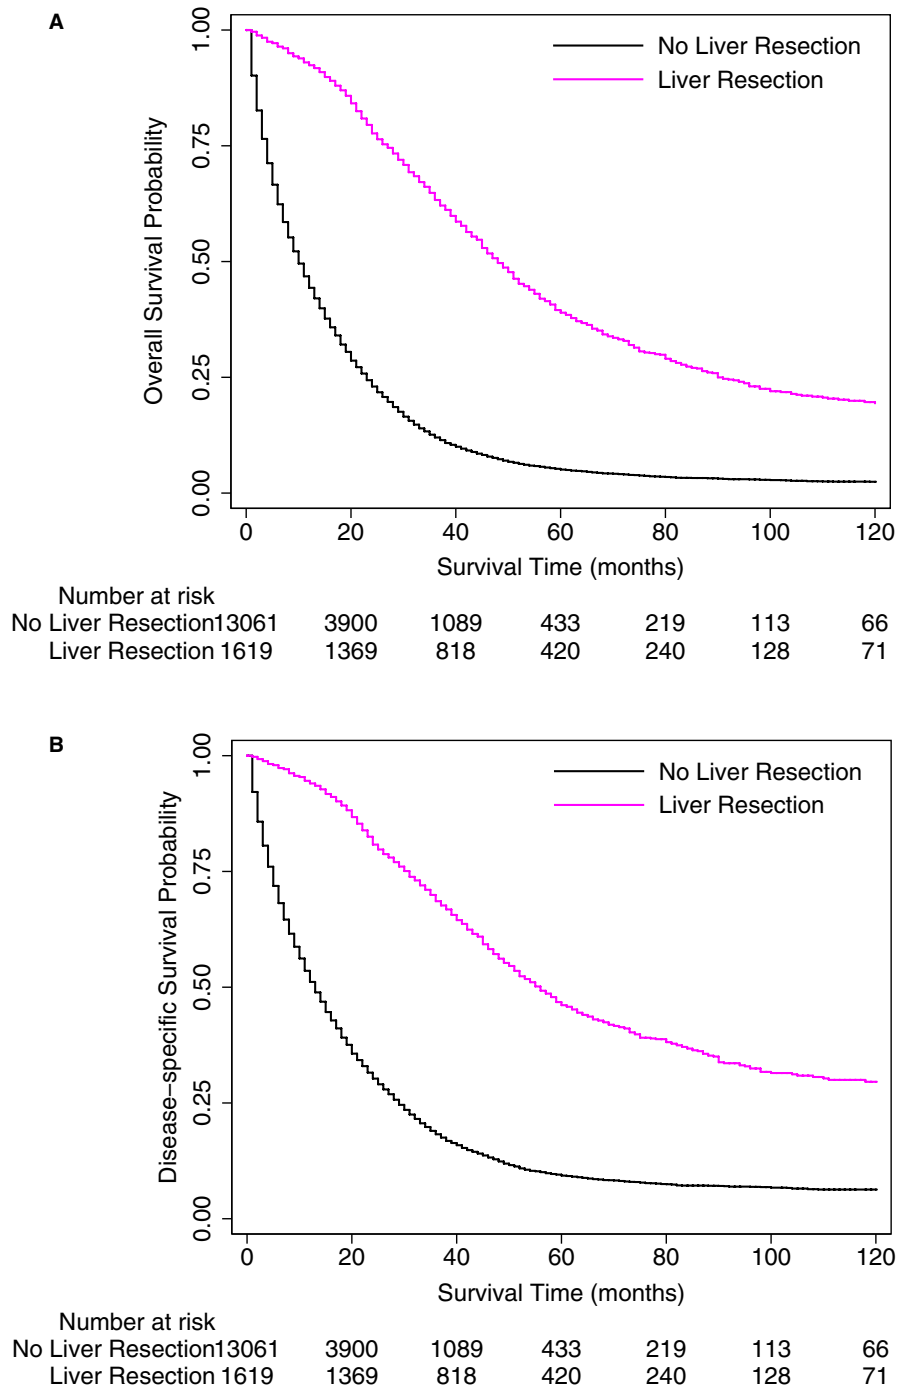 A
No Liver Resection
Liver Resection
Overall Survival Probability
1.00
0.75
0.50
0.25
0.00
0 20 40 60 80 100 120
Survival Time (months)
Number at risk
No Liver Resection 13061 3900 1089 433 219 113 66
Liver Resection 1619 1369 818 420 240 128 71
B
No Liver Resection
Liver Resection
Disease–specific Survival Probability
1.00
0.75
0.50
0.25
0.00
0 20 40 60 80 100 120
Survival Time (months)
Number at risk
No Liver Resection 13061 3900 1089 433 219 113 66
Liver Resection 1619 1369 818 420 240 128 71